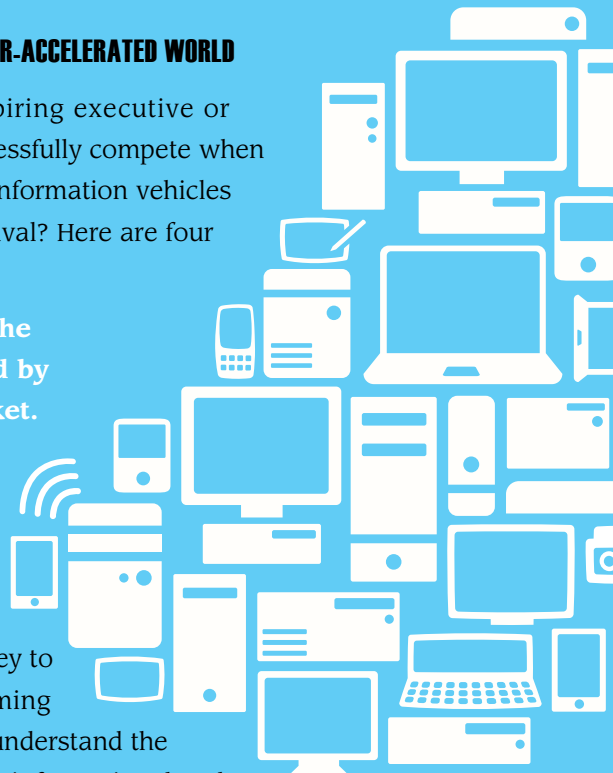 R-ACCELERATED WORLD
piring executive or
essfully compete when
nformation vehicles
ival? Here are four
he
d by
ket.
ey to
ming
understand the